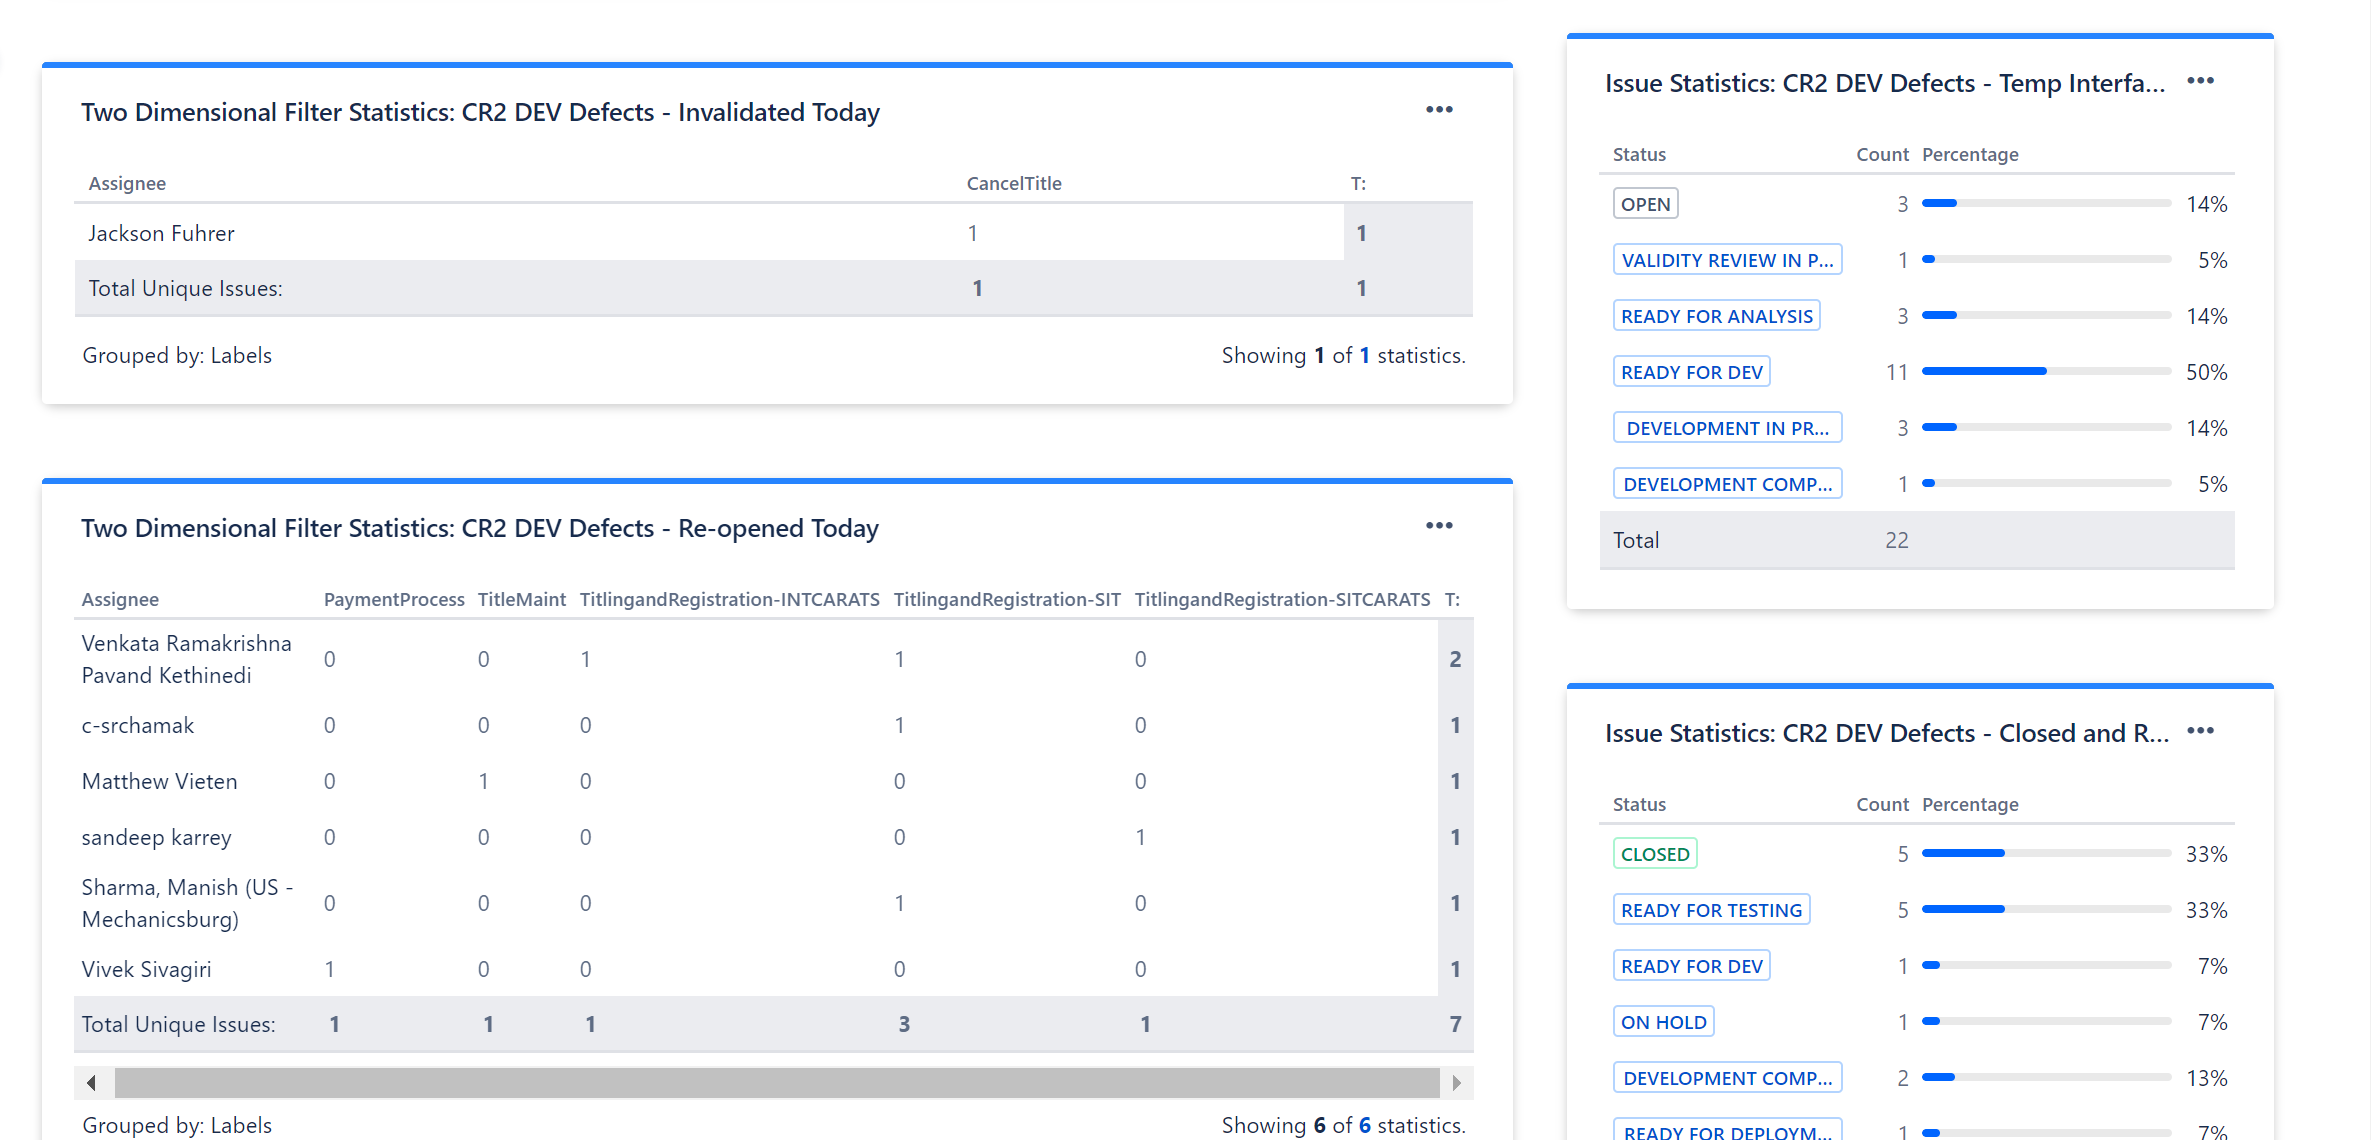 Two Dimensional Filter Statistics: CR2 DEV Defects - Invalidated Today
Assignee CancelTitle T:
Jackson Fuhrer 1 1
Total Unique Issues: 1 1
Grouped by: Labels Showing 1 of 1 statistics.
Two Dimensional Filter Statistics: CR2 DEV Defects - Re-opened Today
Assignee PaymentProcess TitleMaint TitlingandRegistration-INTCARATS TitlingandRegistration-SIT TitlingandRegistration-SITCARATS T:
Venkata Ramakrishna
Pavand Kethinedi 0 0 1 1 0 2
c-srchamak 0 0 0 1 0 1
Matthew Vieten 0 1 0 0 0 1
sandeep karrey 0 0 0 0 1 1
Sharma, Manish (US -
Mechanicsburg) 0 0 0 1 0 1
Vivek Sivagiri 1 0 0 0 0 1
Total Unique Issues: 1 1 1 3 1 7
Grouped by: Labels Showing 6 of 6 statistics.
Issue Statistics: CR2 DEV Defects - Temp Interfa...
Status Count Percentage
OPEN 3 14%
VALIDITY REVIEW IN P... 1 5%
READY FOR ANALYSIS 3 14%
READY FOR DEV 11 50%
DEVELOPMENT IN PR... 3 14%
DEVELOPMENT COMP... 1 5%
Total 22
Issue Statistics: CR2 DEV Defects - Closed and R...
Status Count Percentage
CLOSED 5 33%
READY FOR TESTING 5 33%
READY FOR DEV 1 7%
ON HOLD 1 7%
DEVELOPMENT COMP... 2 13%
READY FOR DEPLOYM... 1 7%